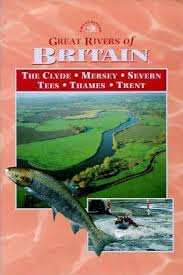 GREAT RIVERS of
BRITAIN
THE CLYDE • MERSEY • SEVERN
TEES • THAMES • TRENT